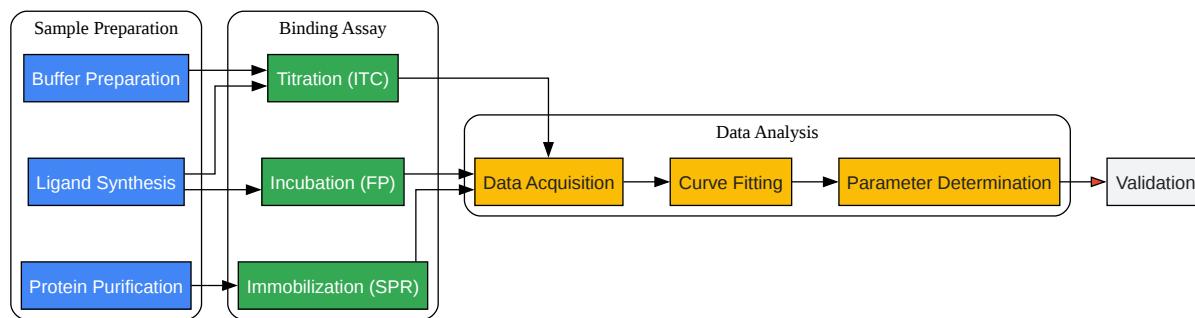 Sample Preparation
Buffer Preparation
Ligand Synthesis
Protein Purification
Binding Assay
Titration (ITC)
Incubation (FP)
Immobilization (SPR)
Data Analysis
Data Acquisition
Curve Fitting
Parameter Determination
Validation